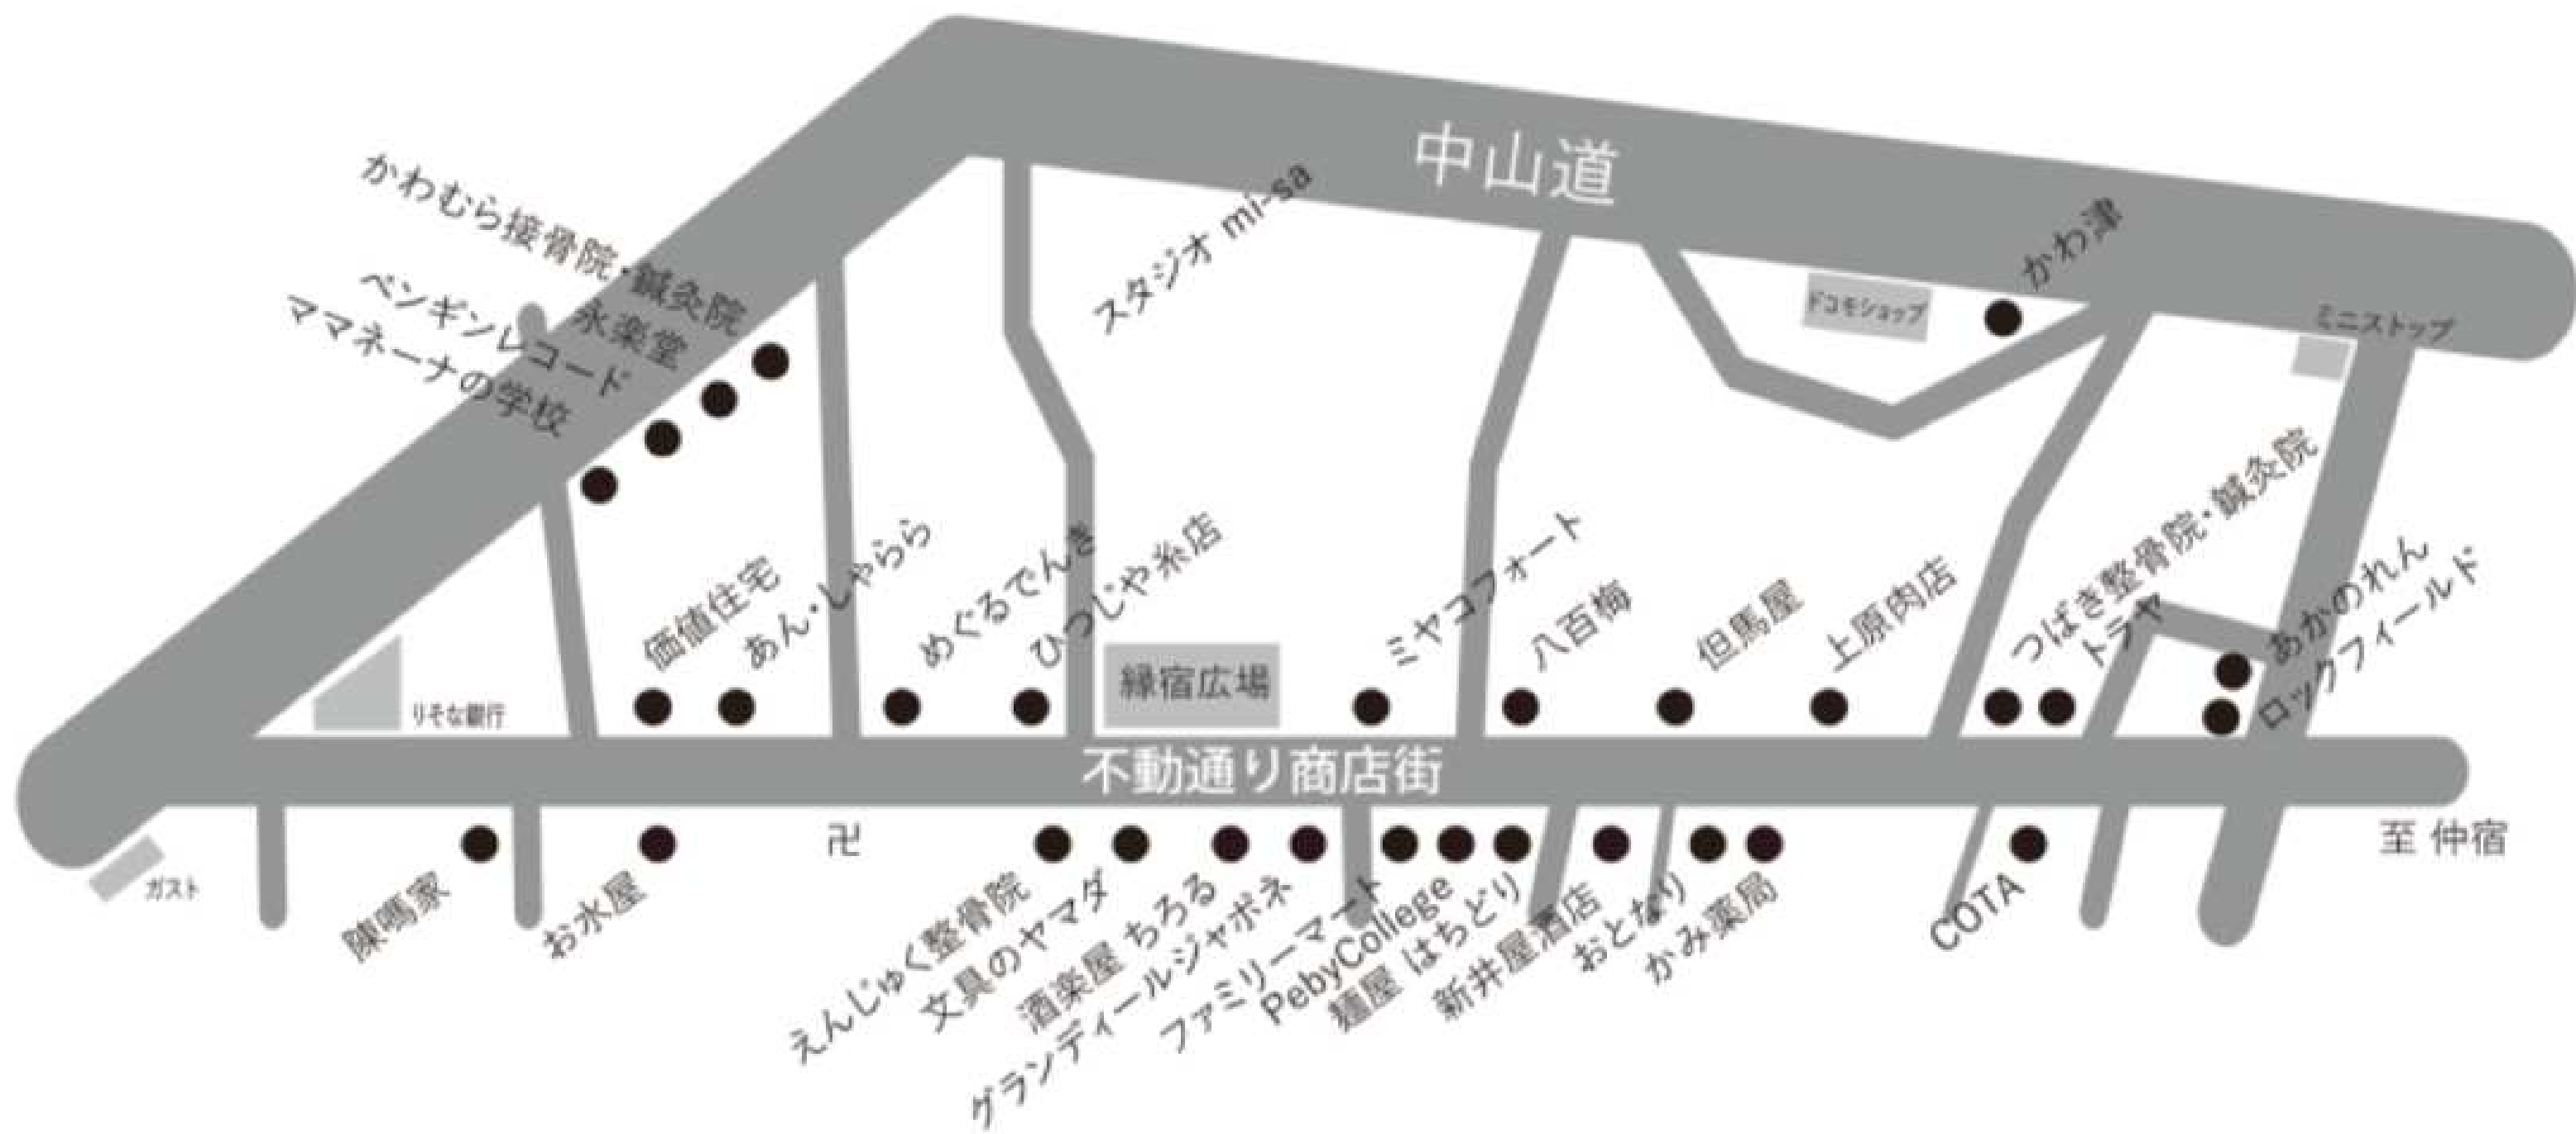 中山道
スタジオ mi-sa
かわむら接骨院・鍼灸院
永楽堂
ペンギンレコード
ママネーナの学校
かわ津
ドコモショップ
ミニストップ
価値住宅
あん・しゃらら
めぐるでんき
ひつじや糸店
縁宿広場
ミヤコフォート
八百梅
但馬屋
上原肉店
つばき整骨院・鍼灸院
トラヤ
あかのれん
ロックフィールド
りそな銀行
不動通り商店街
至 仲宿
ガスト
陳鳴家
お水屋
卍
えんじゅく整骨院
文具のヤマダ
酒楽屋 ちろる
グランディールジャポネ
ファミリーマート
PebyCollege
麺屋 はちどり
新井屋酒店
おとなり
かみ薬局
COTA